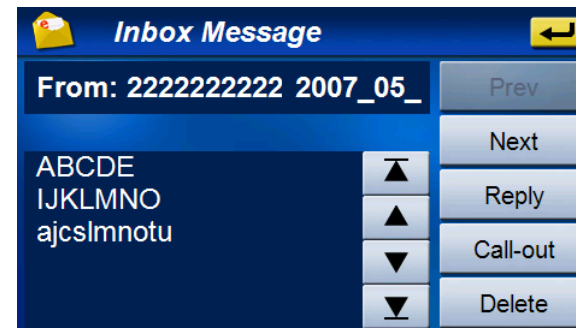 Inbox Message
From: 2222222222 2007_05_
Prev
Next
Reply
Call-out
Delete
ABCDE
IJKLMNO
ajcslmnotu